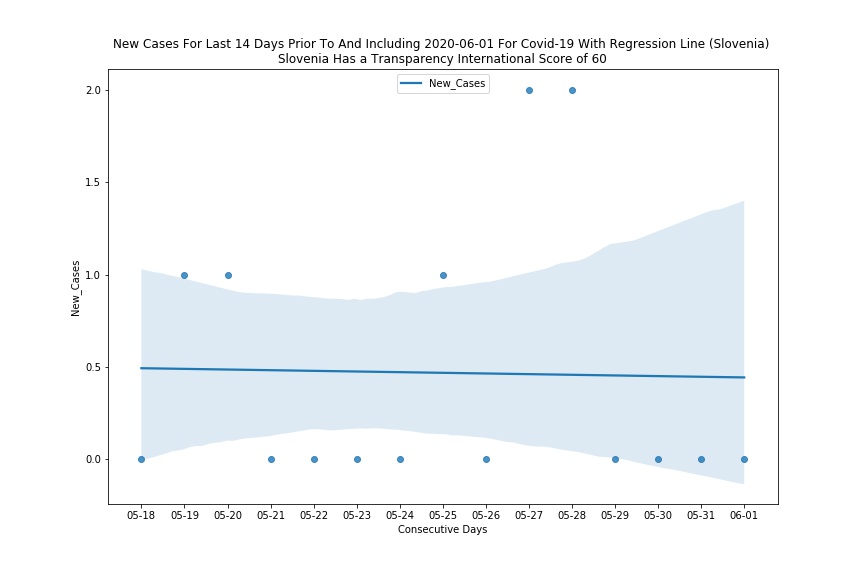 New Cases For Last 14 Days Prior To And Including 2020-06-01 For Covid-19 With Regression Line (Slovenia)
Slovenia Has a Transparency International Score of 60
New_Cases
2.0
1.5
1.0
0.5
0.0
New_Cases
05-18 05-19 05-20 05-21 05-22 05-23 05-24 05-25 05-26 05-27 05-28 05-29 05-30 05-31 06-01
Consecutive Days